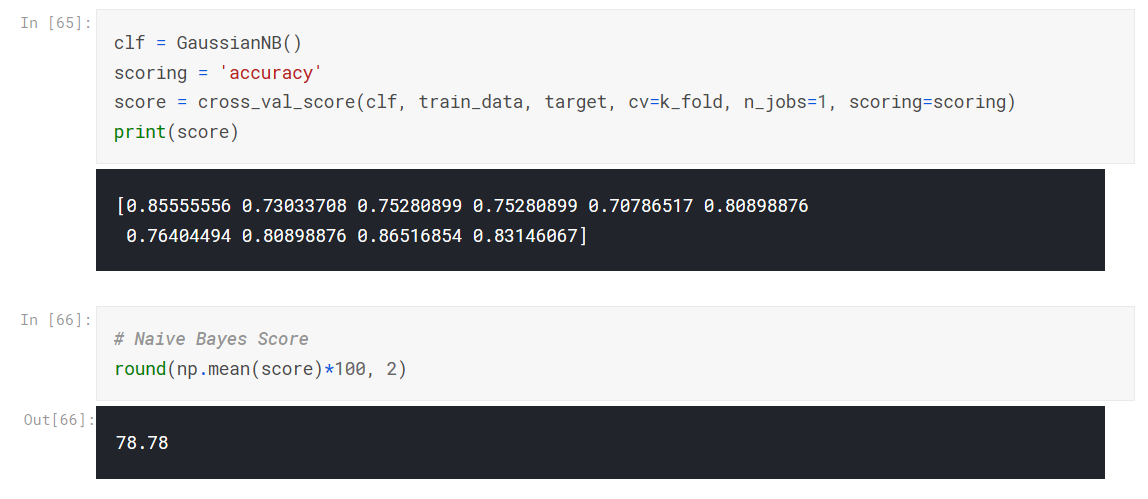 In [65]:
clf = GaussianNB()
scoring = 'accuracy'
score = cross_val_score(clf, train_data, target, cv=k_fold, n_jobs=1, scoring=scoring)
print(score)
[0.85555556 0.73033708 0.75280899 0.75280899 0.70786517 0.80898876
0.76404494 0.80898876 0.86516854 0.83146067]
In [66]:
# Naive Bayes Score
round(np.mean(score)*100, 2)
Out[66]:
78.78